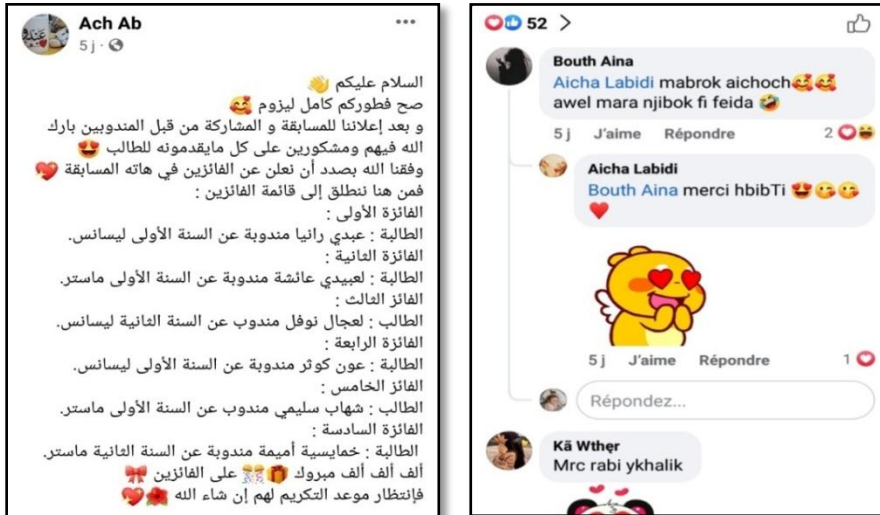 Ach Ab
5 j
السلام عليكم 👋
صح فطوركم كامل ليزوم 🥰
و بعد إعلاننا للمسابقة و المشاركة من قبل المندوبين بارك
الله فيهم ومشكورين على كل مايقدمونه للطالب 😍
وفقنا الله بصدد أن نعلن عن الفائزين في هاته المسابقة 💖
فمن هنا ننطلق إلى قائمة الفائزين :
الفائزة الأولى :
الطالبة : عبدي رانيا مندوبة عن السنة الأولى ليسانس.
الفائزة الثانية :
الطالبة : لعبيدي عائشة مندوبة عن السنة الأولى ماستر.
الفائز الثالث :
الطالب : لعجال نوفل مندوب عن السنة الثانية ليسانس.
الفائزة الرابعة :
الطالبة : عون كوثر مندوبة عن السنة الأولى ليسانس.
الفائز الخامس :
الطالب : شهاب سليمي مندوب عن السنة الأولى ماستر.
الفائزة السادسة :
الطالبة : خمايسية أميمة مندوبة عن السنة الثانية ماستر.
ألف ألف ألف مبروك 🎁🎊 على الفائزين 🎀
فإنتظار موعد التكريم لهم إن شاء الله 🌺💖
52
Bouth Aina
Aicha Labidi mabrok aichoch🥰🥰
awel mara njibok fi feida 🤣
5 j J'aime Répondre 2
Aicha Labidi
Bouth Aina merci hbibTi 😍😘😘
❤️
5 j J'aime Répondre 1
Répondez...
Kã Wthẹr
Mrc rabi ykhalik